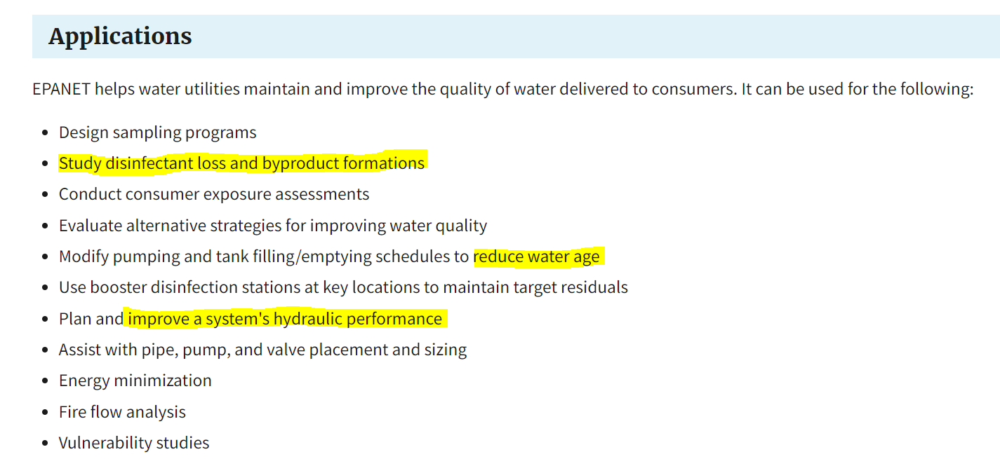 Applications
EPANET helps water utilities maintain and improve the quality of water delivered to consumers. It can be used for the following:
• Design sampling programs
• Study disinfectant loss and byproduct formations
• Conduct consumer exposure assessments
• Evaluate alternative strategies for improving water quality
• Modify pumping and tank filling/emptying schedules to reduce water age
• Use booster disinfection stations at key locations to maintain target residuals
• Plan and improve a system's hydraulic performance
• Assist with pipe, pump, and valve placement and sizing
• Energy minimization
• Fire flow analysis
• Vulnerability studies